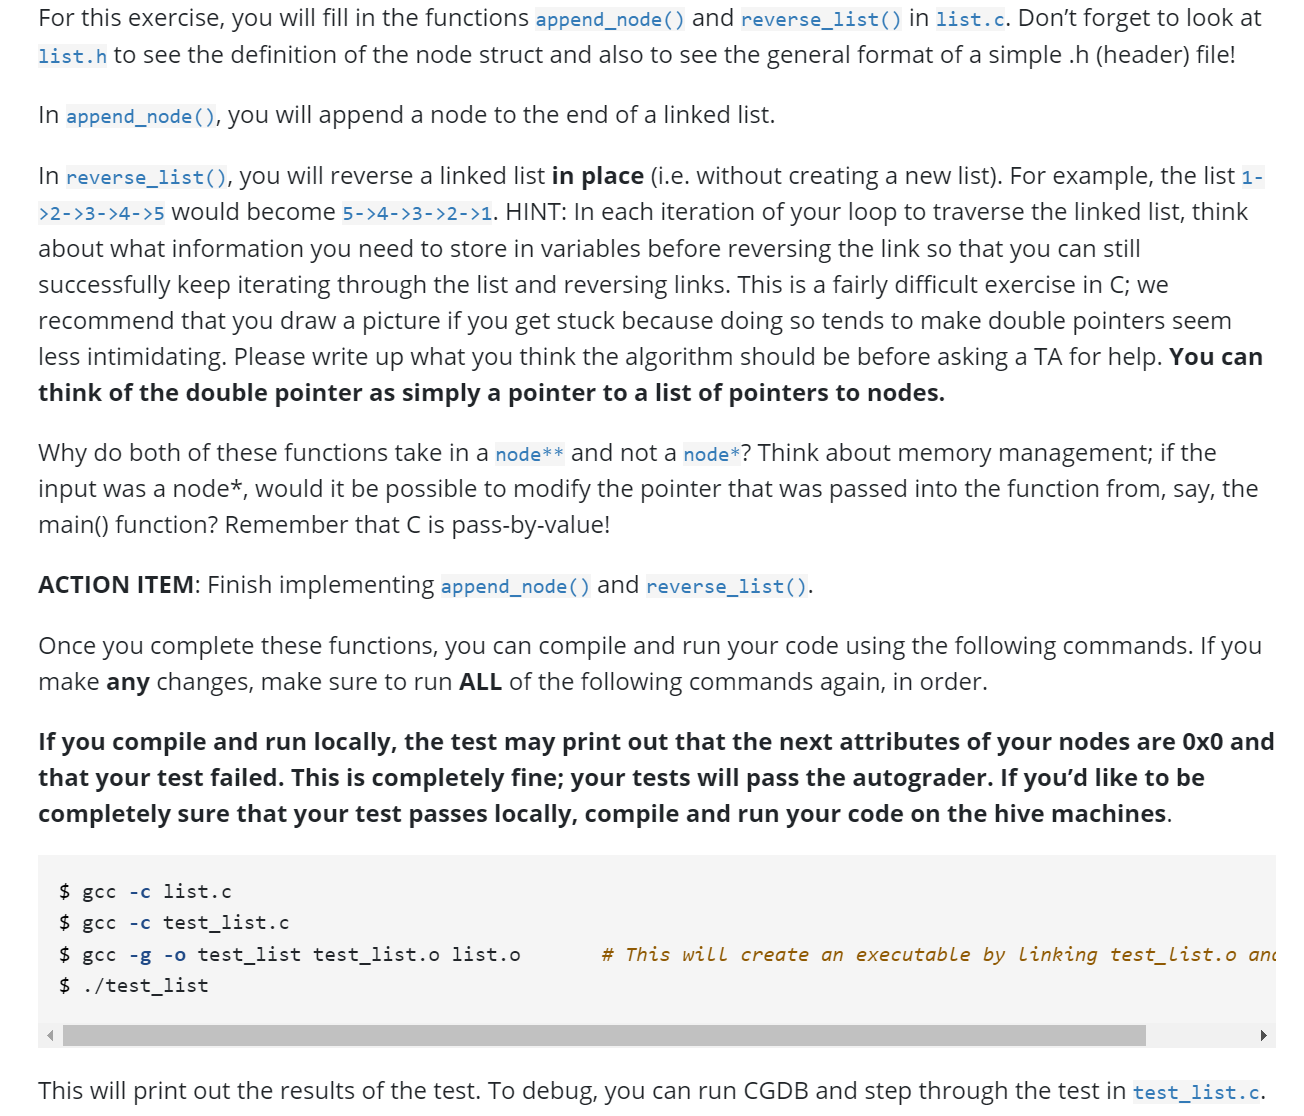 For this exercise, you will fill in the functions append_node() and reverse_list() in list.c. Don’t forget to look at
list.h to see the definition of the node struct and also to see the general format of a simple .h (header) file!
In append_node(), you will append a node to the end of a linked list.
In reverse_list(), you will reverse a linked list in place (i.e. without creating a new list). For example, the list 1-
>2->3->4->5 would become 5->4->3->2->1. HINT: In each iteration of your loop to traverse the linked list, think
about what information you need to store in variables before reversing the link so that you can still
successfully keep iterating through the list and reversing links. This is a fairly difficult exercise in C; we
recommend that you draw a picture if you get stuck because doing so tends to make double pointers seem
less intimidating. Please write up what you think the algorithm should be before asking a TA for help. You can
think of the double pointer as simply a pointer to a list of pointers to nodes.
Why do both of these functions take in a node** and not a node*? Think about memory management; if the
input was a node*, would it be possible to modify the pointer that was passed into the function from, say, the
main() function? Remember that C is pass-by-value!
ACTION ITEM: Finish implementing append_node() and reverse_list().
Once you complete these functions, you can compile and run your code using the following commands. If you
make any changes, make sure to run ALL of the following commands again, in order.
If you compile and run locally, the test may print out that the next attributes of your nodes are 0x0 and
that your test failed. This is completely fine; your tests will pass the autograder. If you’d like to be
completely sure that your test passes locally, compile and run your code on the hive machines.
$ gcc -c list.c
$ gcc -c test_list.c
$ gcc -g -o test_list test_list.o list.o # This will create an executable by linking test_list.o and
$ ./test_list
This will print out the results of the test. To debug, you can run CGDB and step through the test in test_list.c.